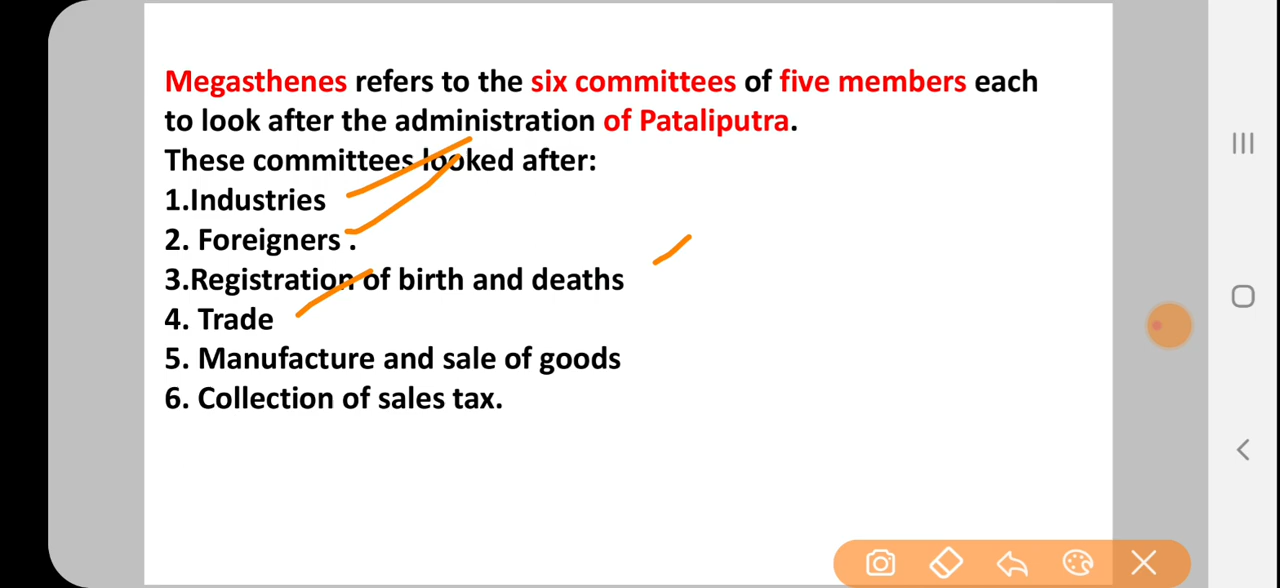 Megasthenes refers to the six committees of five members each
to look after the administration of Pataliputra.
These committees looked after:
1.Industries
2. Foreigners .
3.Registration of birth and deaths
4. Trade
5. Manufacture and sale of goods
6. Collection of sales tax.